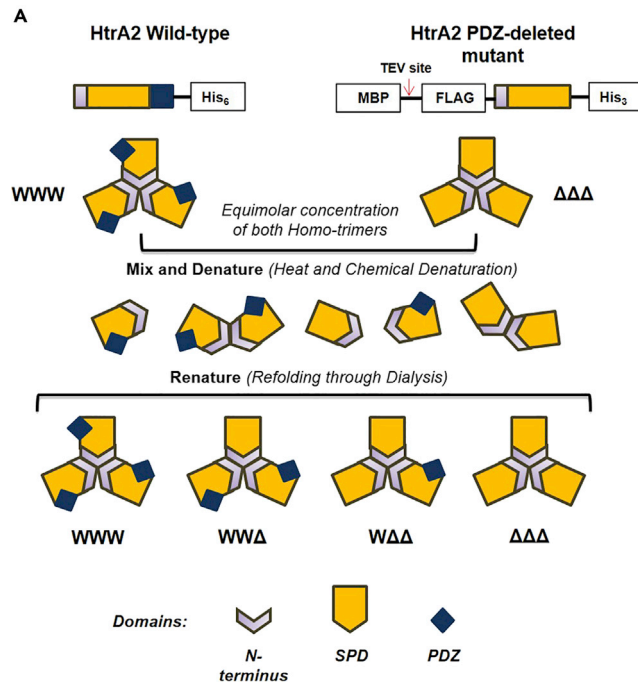 A
HtrA2 Wild-type
HtrA2 PDZ-deleted
mutant
TEV site
His6
MBP
FLAG
His3
WWW
ΔΔΔ
Equimolar concentration
of both Homo-trimers
Mix and Denature (Heat and Chemical Denaturation)
Renature (Refolding through Dialysis)
WWW
WWΔ
WΔΔ
ΔΔΔ
Domains:
N-
terminus
SPD
PDZ